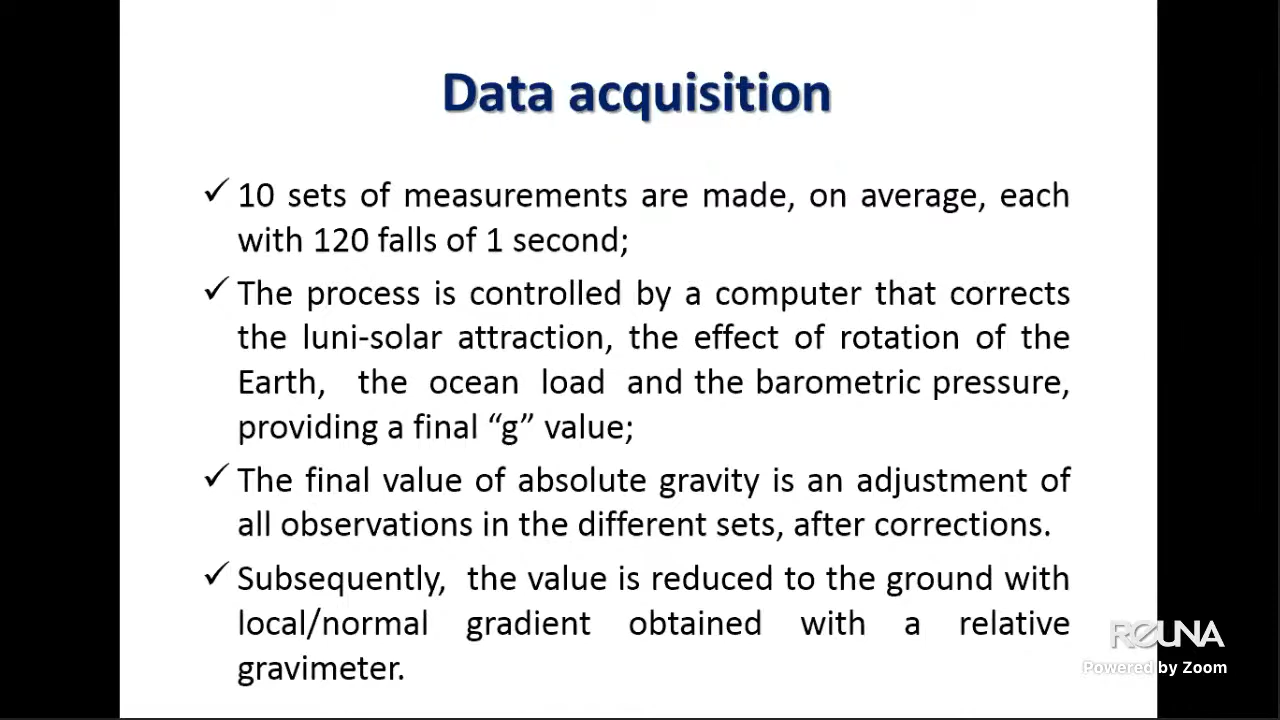 Data acquisition
✓ 10 sets of measurements are made, on average, each
with 120 falls of 1 second;
✓ The process is controlled by a computer that corrects
the luni-solar attraction, the effect of rotation of the
Earth, the ocean load and the barometric pressure,
providing a final “g” value;
✓ The final value of absolute gravity is an adjustment of
all observations in the different sets, after corrections.
✓ Subsequently, the value is reduced to the ground with
local/normal gradient obtained with a relative
gravimeter.
REUNA
Powered by Zoom